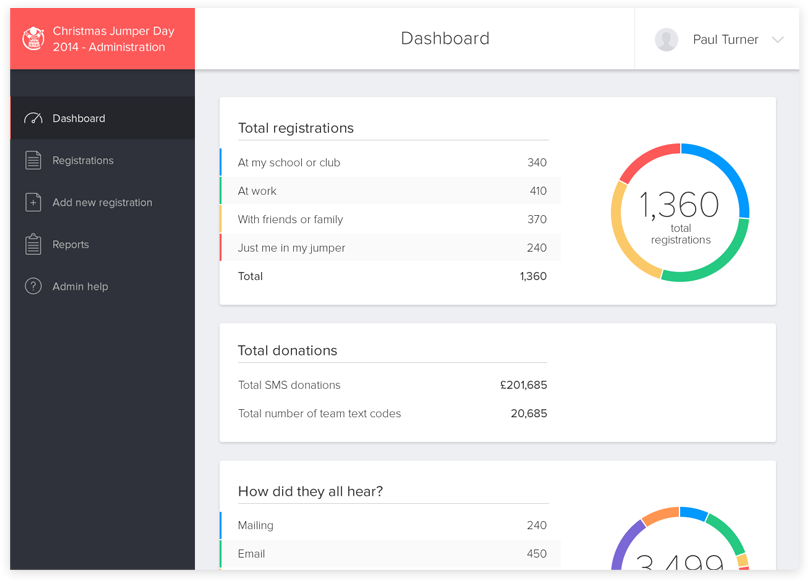 Christmas Jumper Day
2014 - Administration
Dashboard
Paul Turner
Dashboard
Registrations
Add new registration
Reports
Admin help
Total registrations
At my school or club 340
At work 410
With friends or family 370
Just me in my jumper 240
Total 1,360
1,360
total
registrations
Total donations
Total SMS donations £201,685
Total number of team text codes 20,685
How did they all hear?
Mailing 240
Email 450
3,499